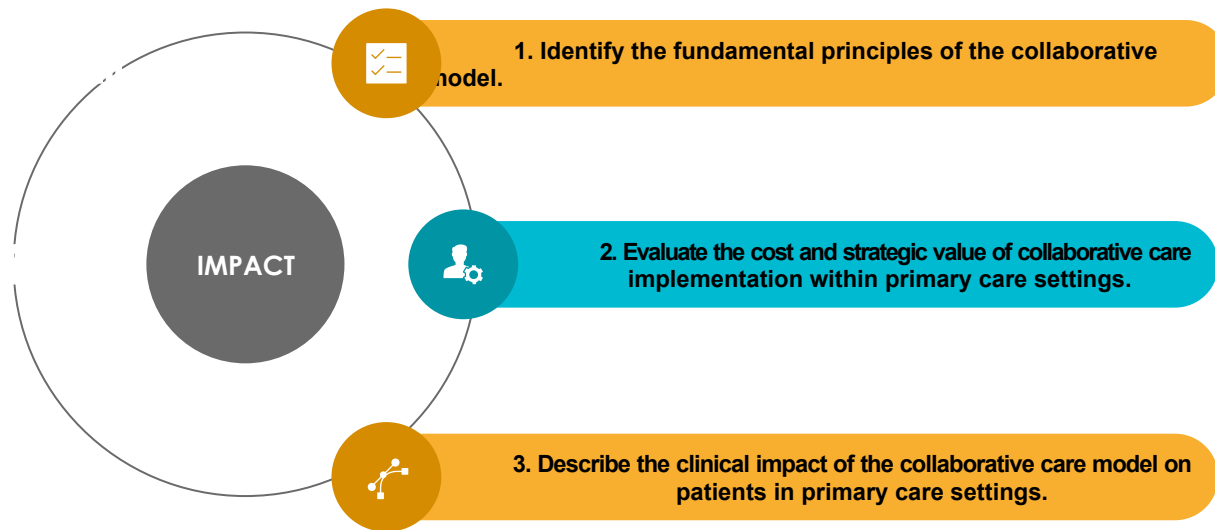 1. Identify the fundamental principles of the collaborative
IMPACT
2. Evaluate the cost and strategic value of collaborative care
implementation within primary care settings.
3. Describe the clinical impact of the collaborative care model on
patients in primary care settings.